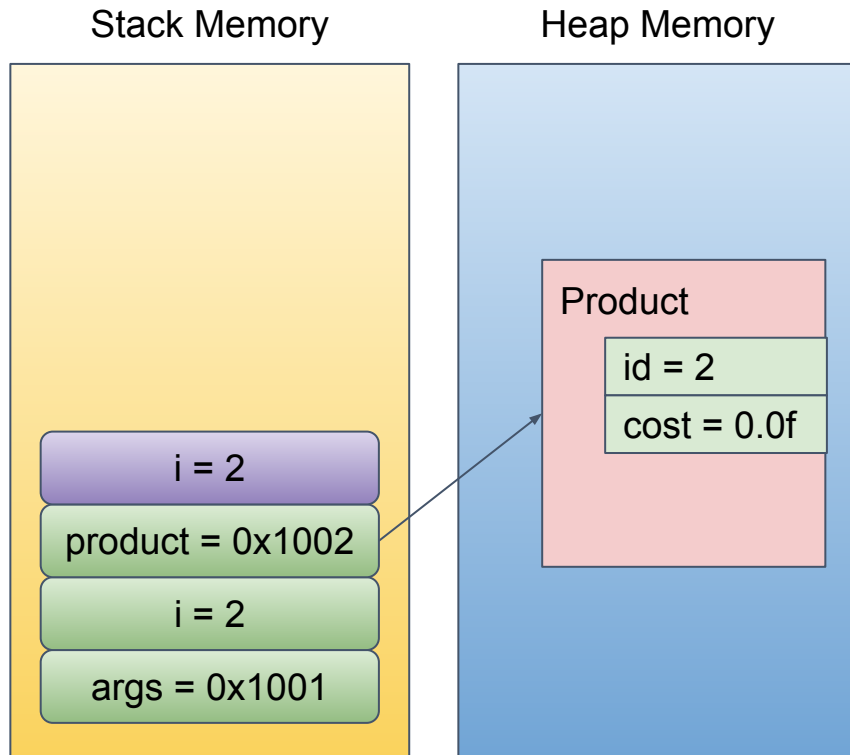 Stack Memory
i = 2
product = 0x1002
i = 2
args = 0x1001
Heap Memory
Product
id = 2
cost = 0.0f